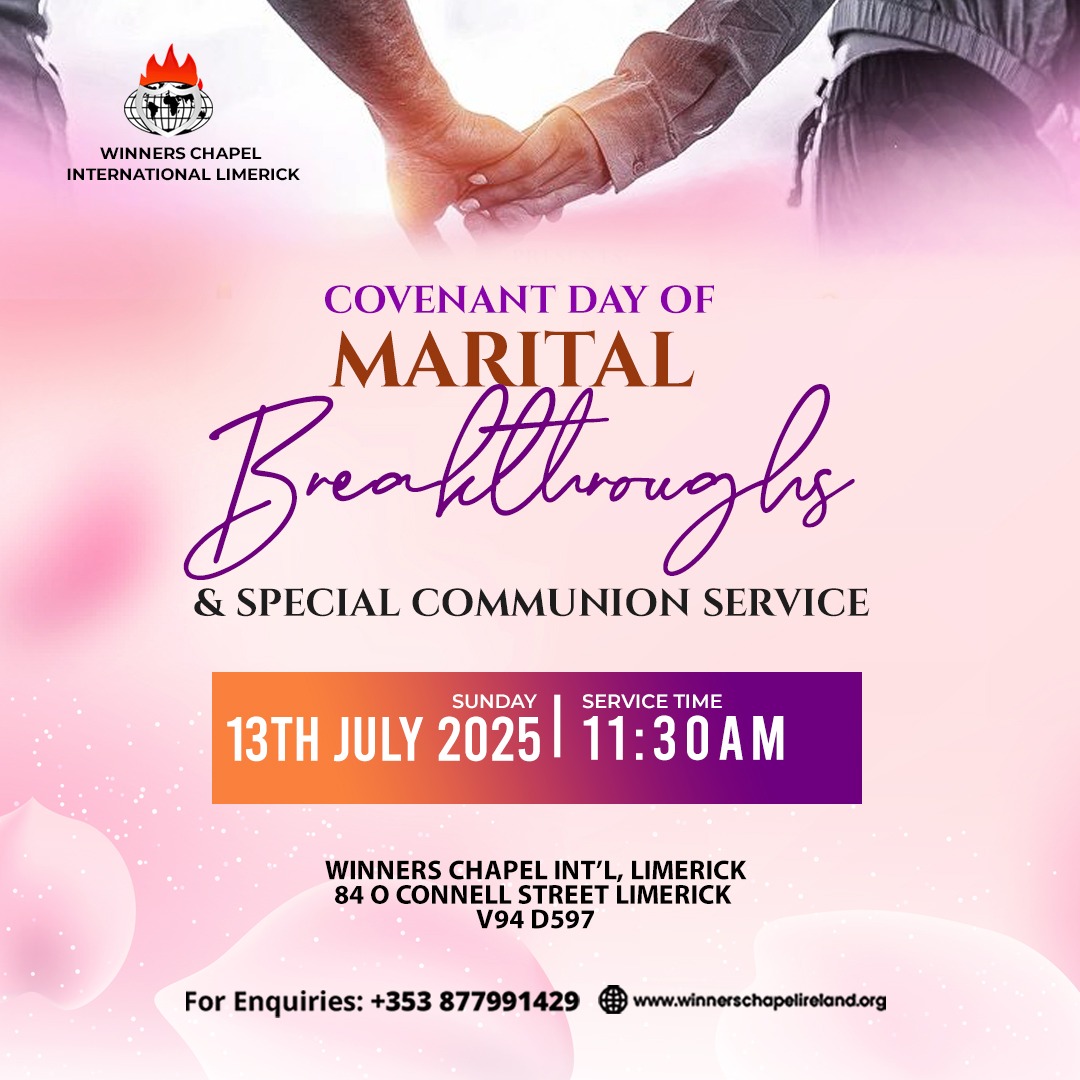 WINNERS CHAPEL
INTERNATIONAL LIMERICK
COVENANT DAY OF
MARITAL
Breakthroughs
& SPECIAL COMMUNION SERVICE
SUNDAY
13TH JULY 2025
SERVICE TIME
11:30AM
WINNERS CHAPEL INT'L, LIMERICK
84 O CONNELL STREET LIMERICK
V94 D597
For Enquiries: +353 877991429 www.winnerschapelireland.org